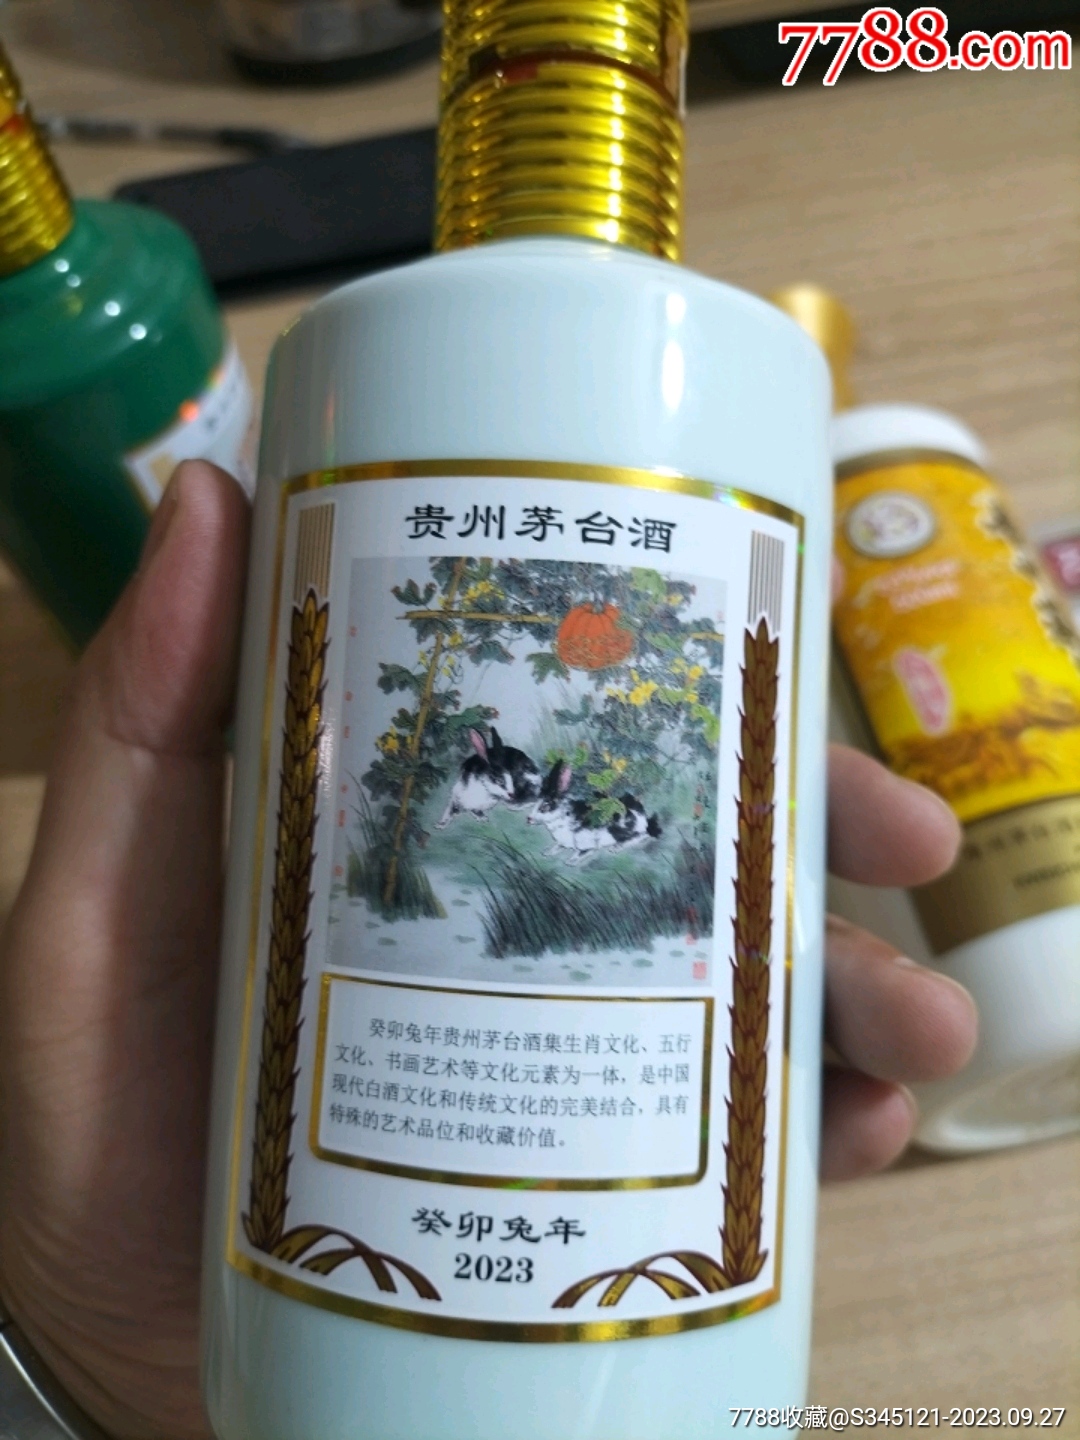 7788.com
贵州茅台酒
癸卯兔年贵州茅台酒集生肖文化、五行
文化、书画艺术等文化元素为一体，是中国
现代白酒文化和传统文化的完美结合，具有
特殊的艺术品位和收藏价值。
癸卯兔年
2023
7788收藏@S345121-2023.09.27